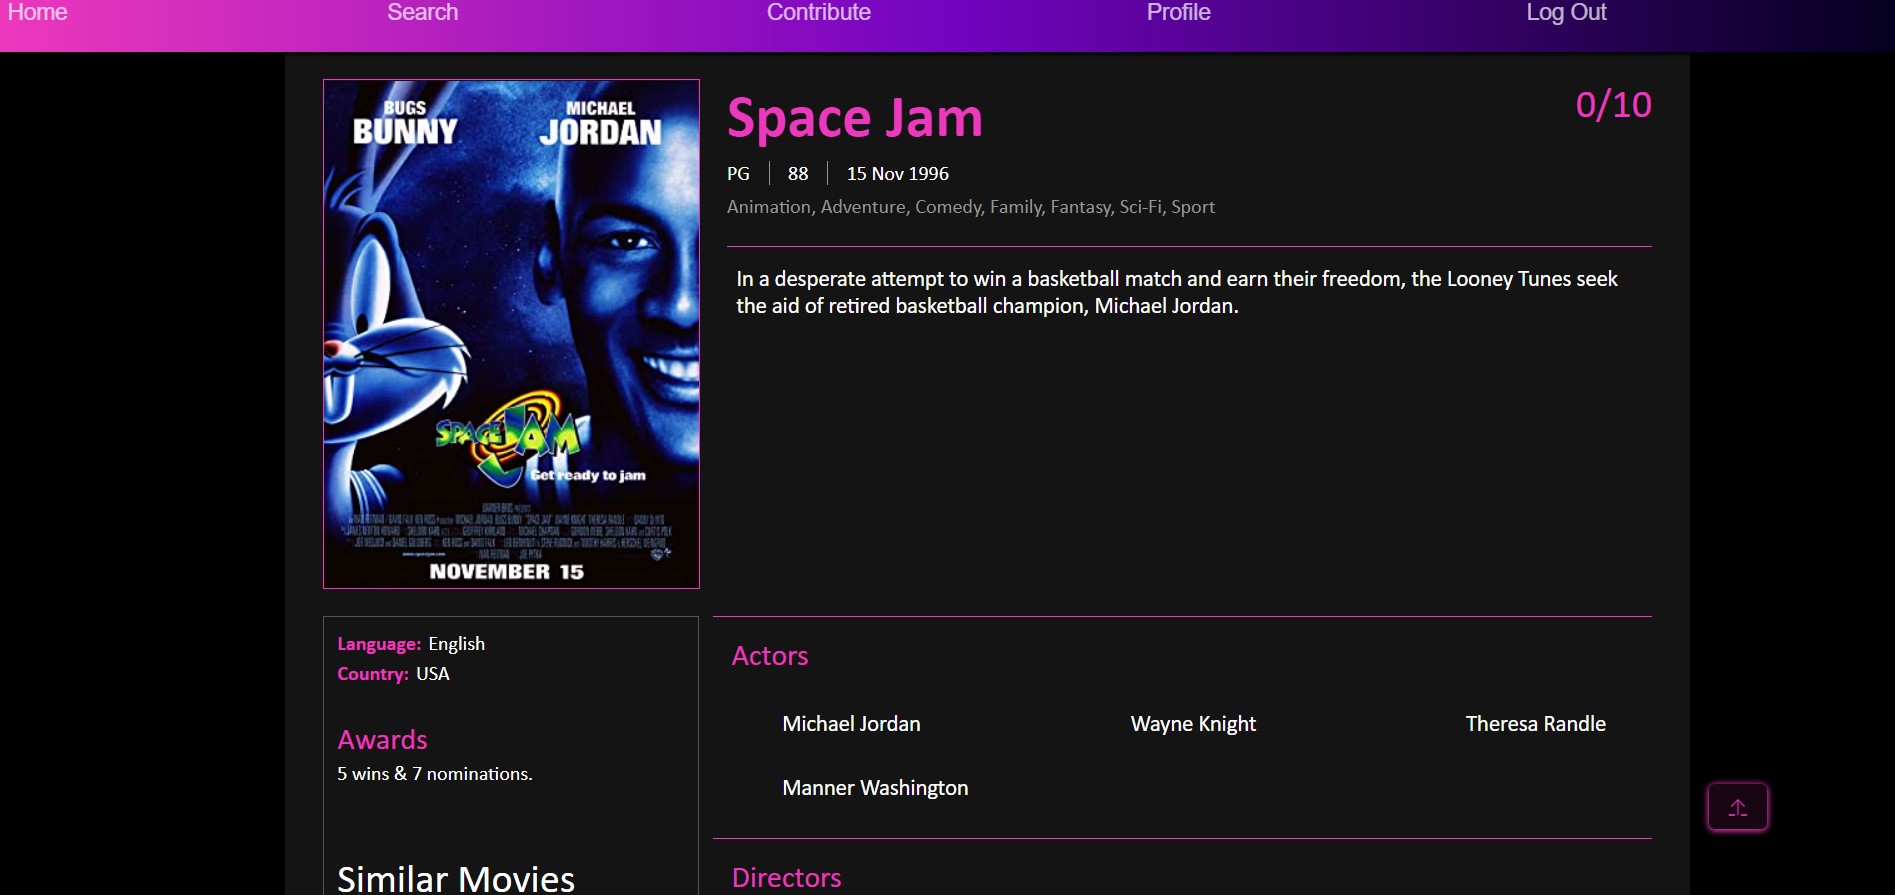 Home Search Contribute Profile Log Out
BUGS BUNNY
MICHAEL JORDAN
SPACE JAM
Get ready to jam
NOVEMBER 15
Space Jam
0/10
PG 88 15 Nov 1996
Animation, Adventure, Comedy, Family, Fantasy, Sci-Fi, Sport
In a desperate attempt to win a basketball match and earn their freedom, the Looney Tunes seek
the aid of retired basketball champion, Michael Jordan.
Language: English
Country: USA
Awards
5 wins & 7 nominations.
Similar Movies
Actors
Michael Jordan Wayne Knight Theresa Randle
Manner Washington
Directors